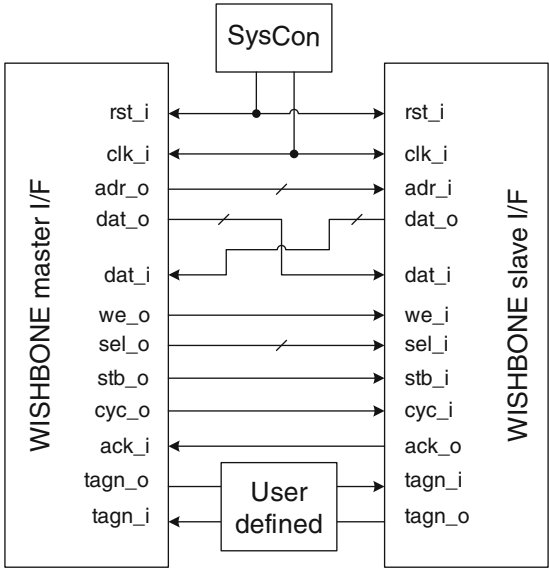 SysCon
WISHBONE master I/F
rst_i
clk_i
adr_o
dat_o
dat_i
we_o
sel_o
stb_o
cyc_o
ack_i
tagn_o
tagn_i
User
defined
rst_i
clk_i
adr_i
dat_o
dat_i
we_i
sel_i
stb_i
cyc_i
ack_o
tagn_i
tagn_o
WISHBONE slave I/F